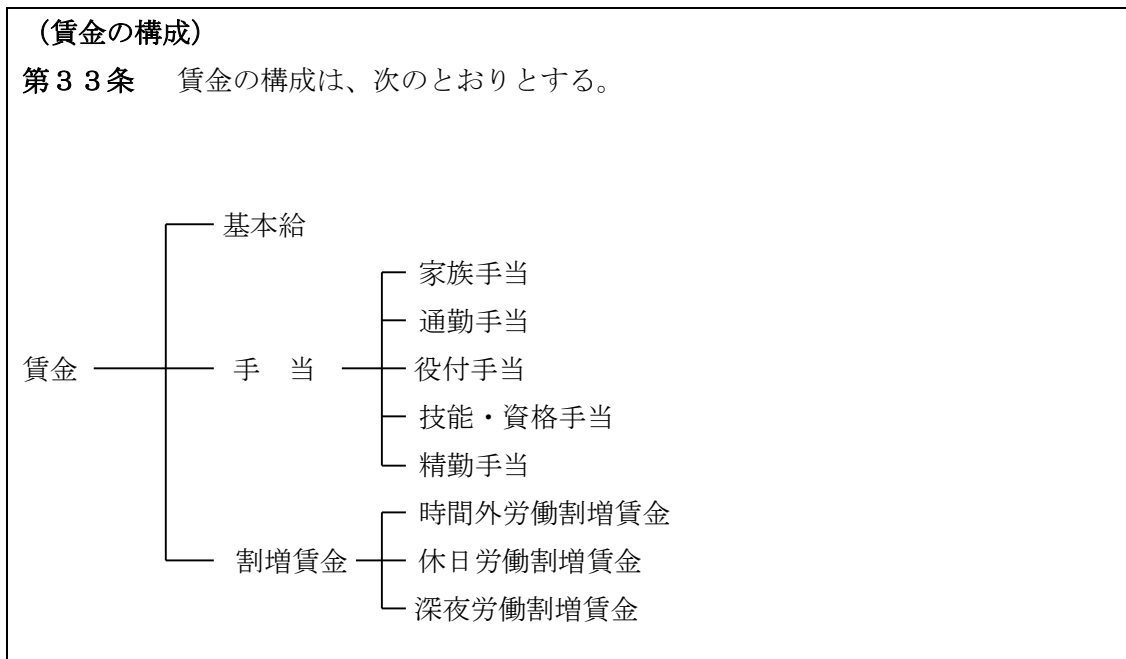 （賃金の構成）
第３３条　賃金の構成は、次のとおりとする。
基本給
家族手当
通勤手当
賃金　手　当　役付手当
技能・資格手当
精勤手当
時間外労働割増賃金
割増賃金　休日労働割増賃金
深夜労働割増賃金